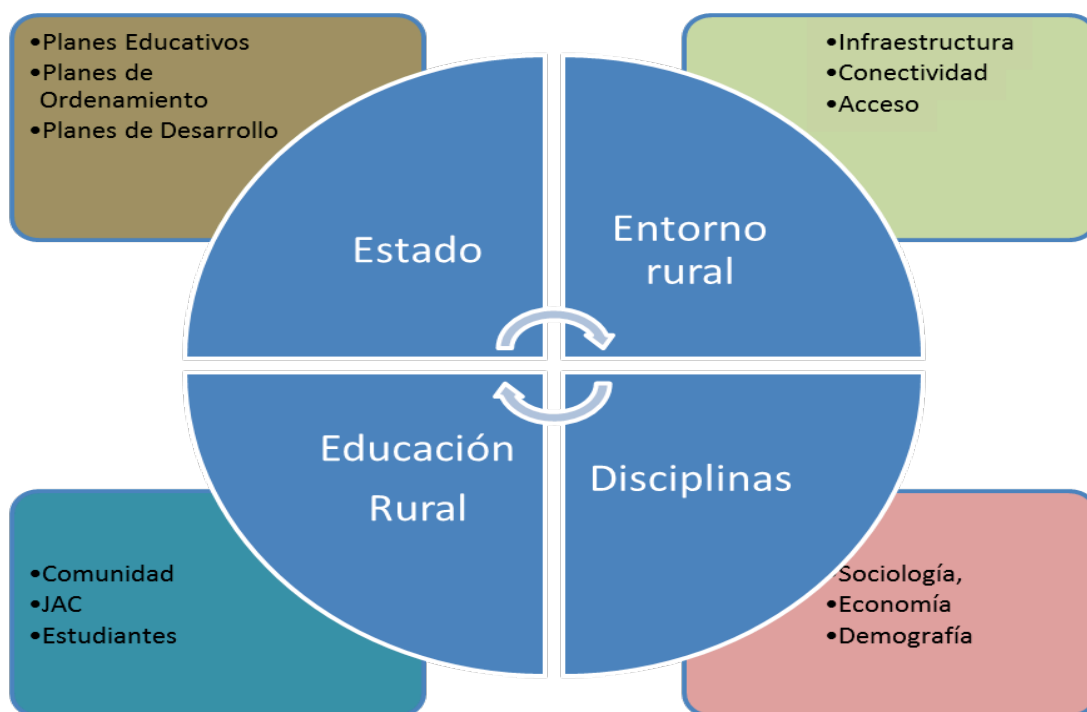 •Planes Educativos
•Planes de
Ordenamiento
•Planes de Desarrollo
•Infraestructura
•Conectividad
•Acceso
Estado
Entorno
rural
Educación
Rural
Disciplinas
•Comunidad
•JAC
•Estudiantes
•Sociología,
•Economía
•Demografía